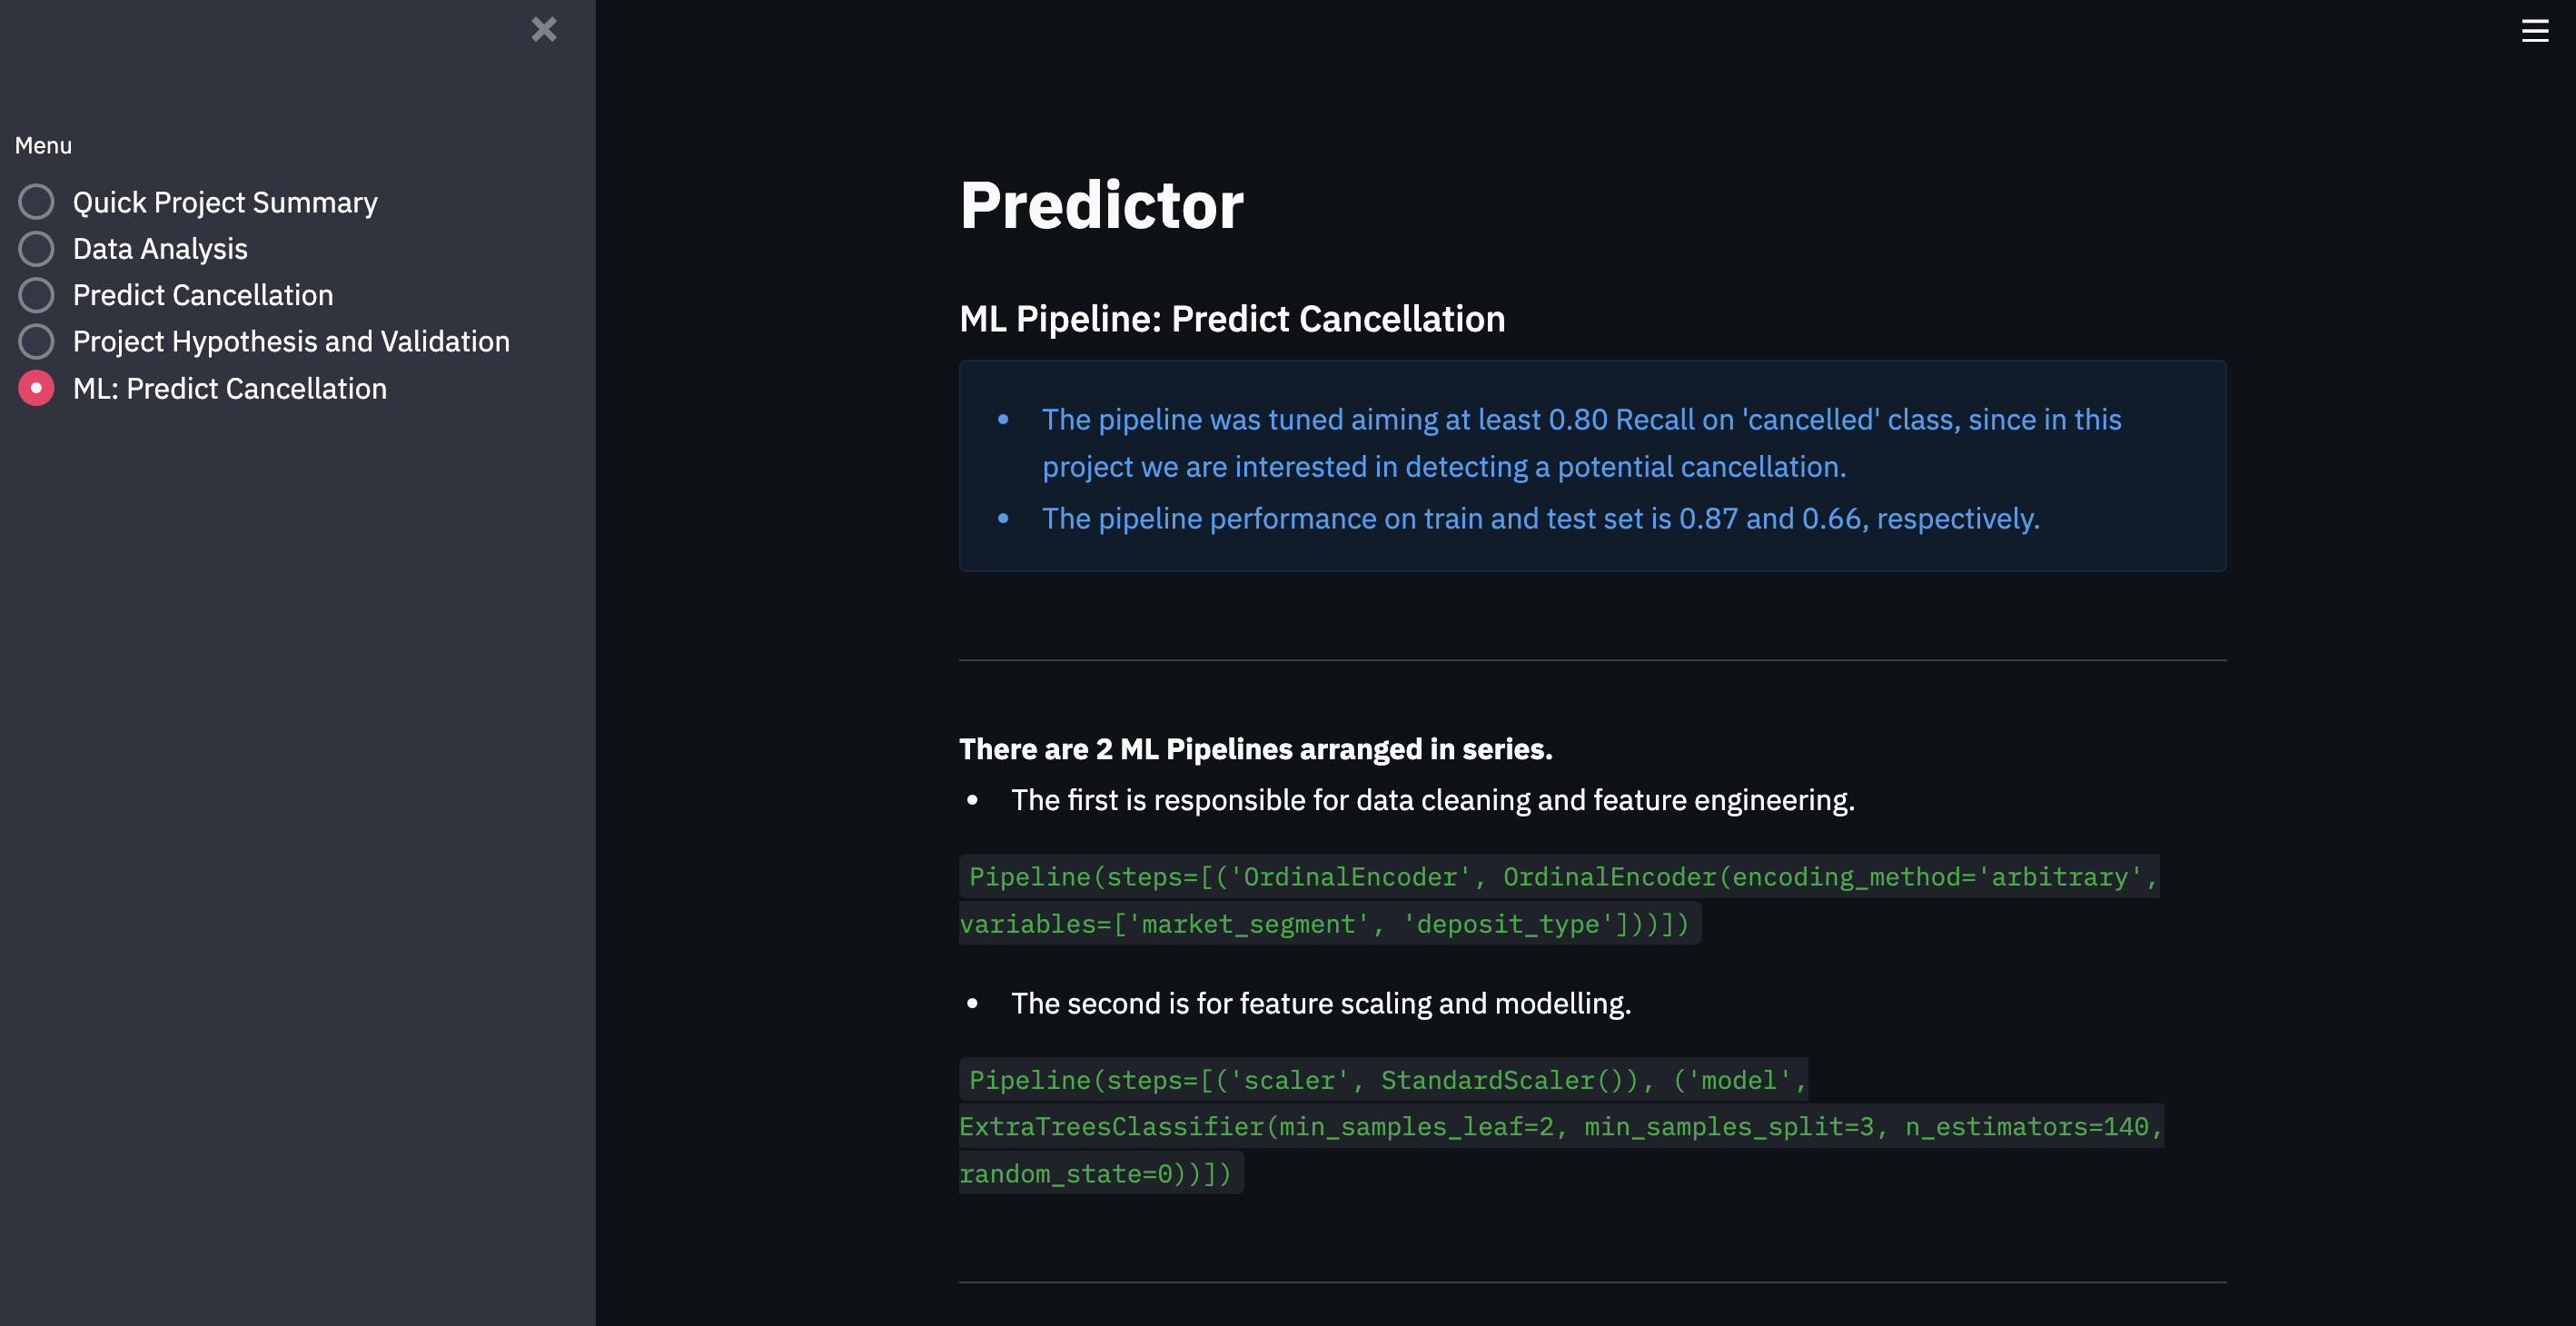 Menu
Quick Project Summary
Data Analysis
Predict Cancellation
Project Hypothesis and Validation
ML: Predict Cancellation
Predictor
ML Pipeline: Predict Cancellation
• The pipeline was tuned aiming at least 0.80 Recall on 'cancelled' class, since in this
project we are interested in detecting a potential cancellation.
• The pipeline performance on train and test set is 0.87 and 0.66, respectively.
There are 2 ML Pipelines arranged in series.
• The first is responsible for data cleaning and feature engineering.
Pipeline(steps=[('OrdinalEncoder', OrdinalEncoder(encoding_method='arbitrary',
variables=['market_segment', 'deposit_type']))])
• The second is for feature scaling and modelling.
Pipeline(steps=[('scaler', StandardScaler()), ('model',
ExtraTreesClassifier(min_samples_leaf=2, min_samples_split=3, n_estimators=140,
random_state=0))])